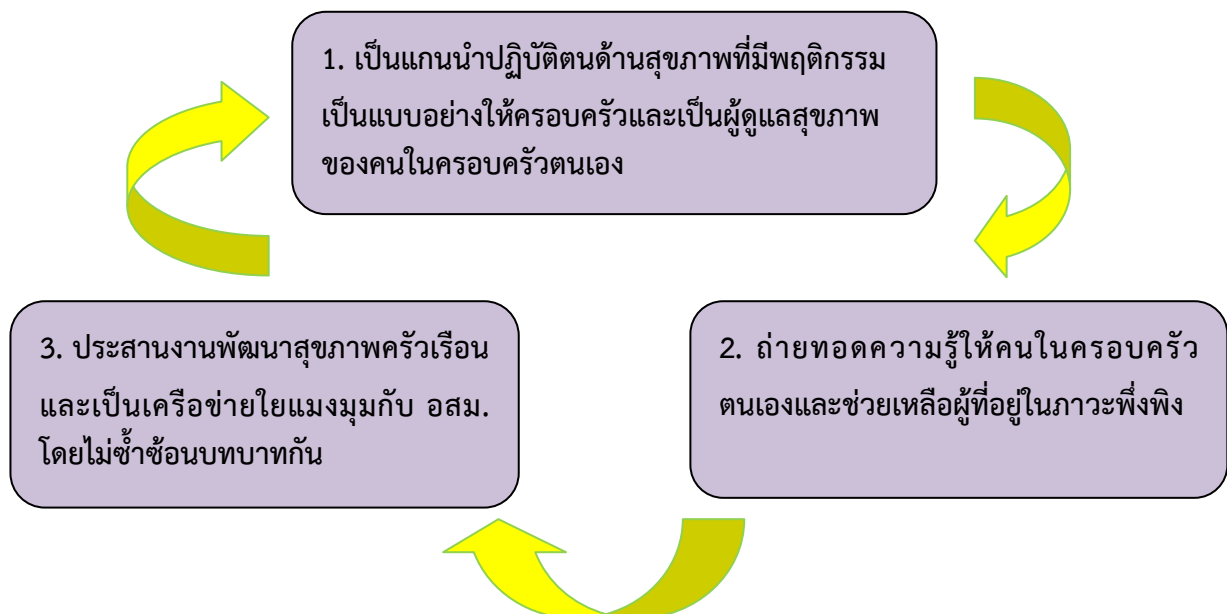 1. เป็นแกนนำปฏิบัติตนด้านสุขภาพที่มีพฤติกรรม
เป็นแบบอย่างให้ครอบครัวและเป็นผู้ดูแลสุขภาพ
ของคนในครอบครัวตนเอง
2. ถ่ายทอดความรู้ให้คนในครอบครัว
ตนเองและช่วยเหลือผู้ที่อยู่ในภาวะพึ่งพิง
3. ประสานงานพัฒนาสุขภาพครัวเรือน
และเป็นเครือข่ายใยแมงมุมกับ อสม.
โดยไม่ซ้ำซ้อนบทบาทกัน